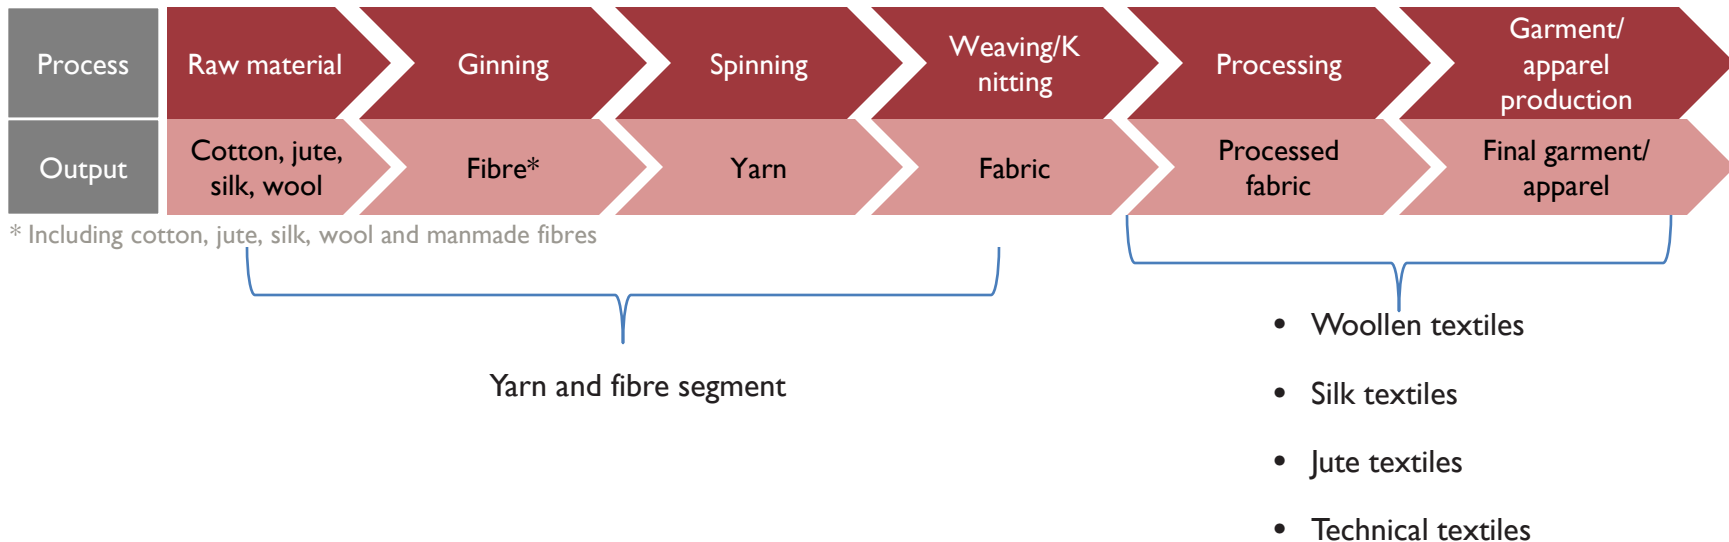 Process
Raw material
Ginning
Spinning
Weaving/K
nitting
Processing
Garment/
apparel
production
Output
Cotton, jute,
silk, wool
Fibre*
Yarn
Fabric
Processed
fabric
Final garment/
apparel
* Including cotton, jute, silk, wool and manmade fibres
Yarn and fibre segment
• Woollen textiles
• Silk textiles
• Jute textiles
• Technical textiles